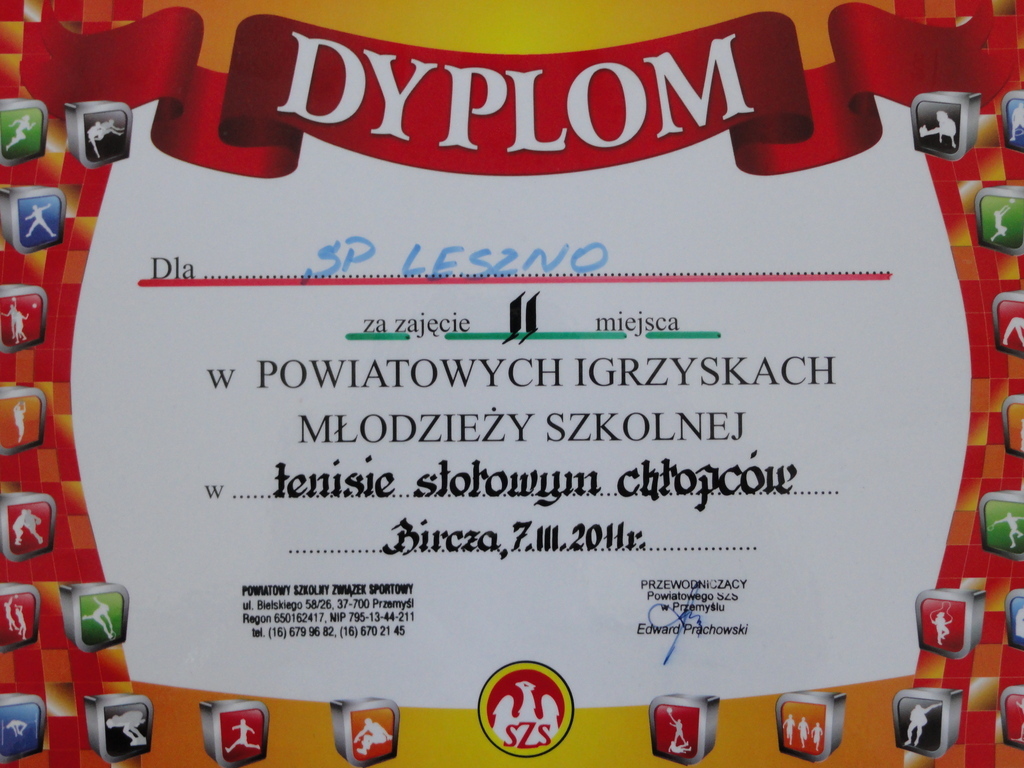 DYPLOM
Dla SP LESZNO
za zajęcie II miejsca
w POWIATOWYCH IGRZYSKACH
MŁODZIEŻY SZKOLNEJ
w tenisie stołowym chłopców
Bircza, 7.III.2011r.
POWIATOWY SZKOLNY ZWIĄZEK SPORTOWY
ul. Bielskiego 58/26, 37-700 Przemyśl
Regon 650162417, NIP 795-13-44-211
tel. (16) 679 96 82, (16) 670 21 45
PRZEWODNICZĄCY
Powiatowego SZS
w Przemyślu
Edward Prachowski
SZS